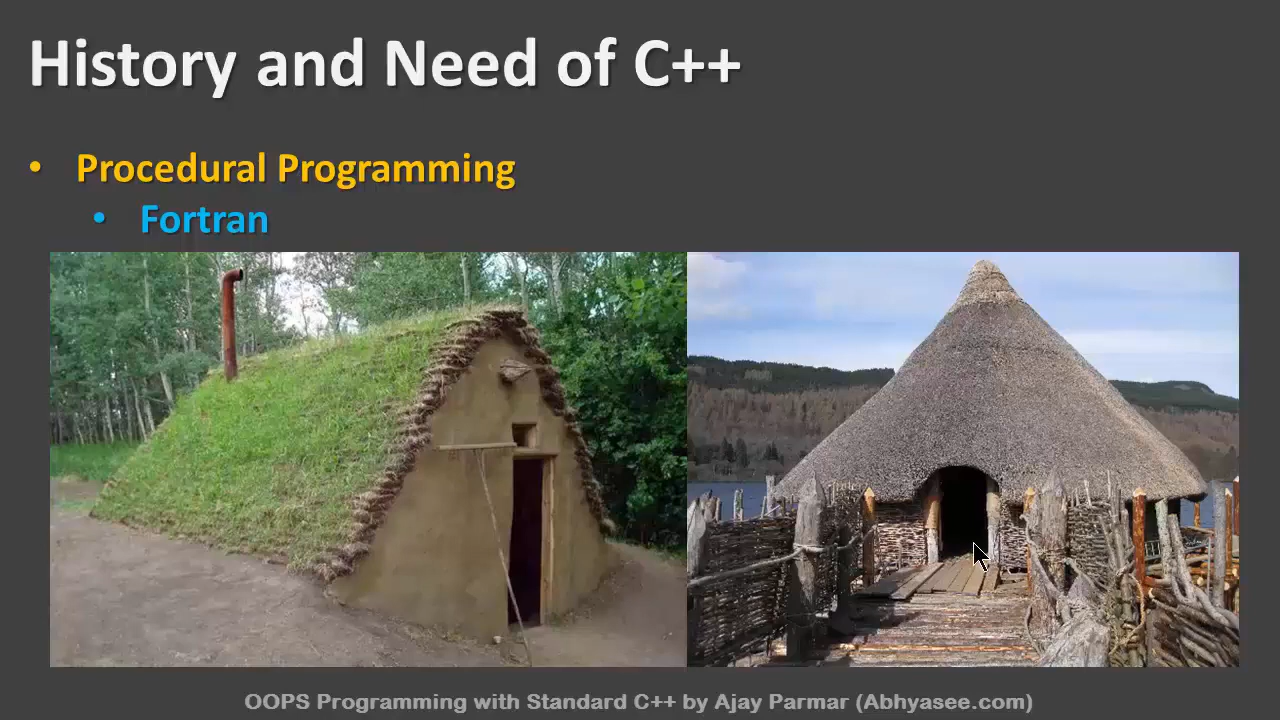 History and Need of C++
• Procedural Programming
• Fortran
OOPS Programming with Standard C++ by Ajay Parmar (Abhyasee.com)